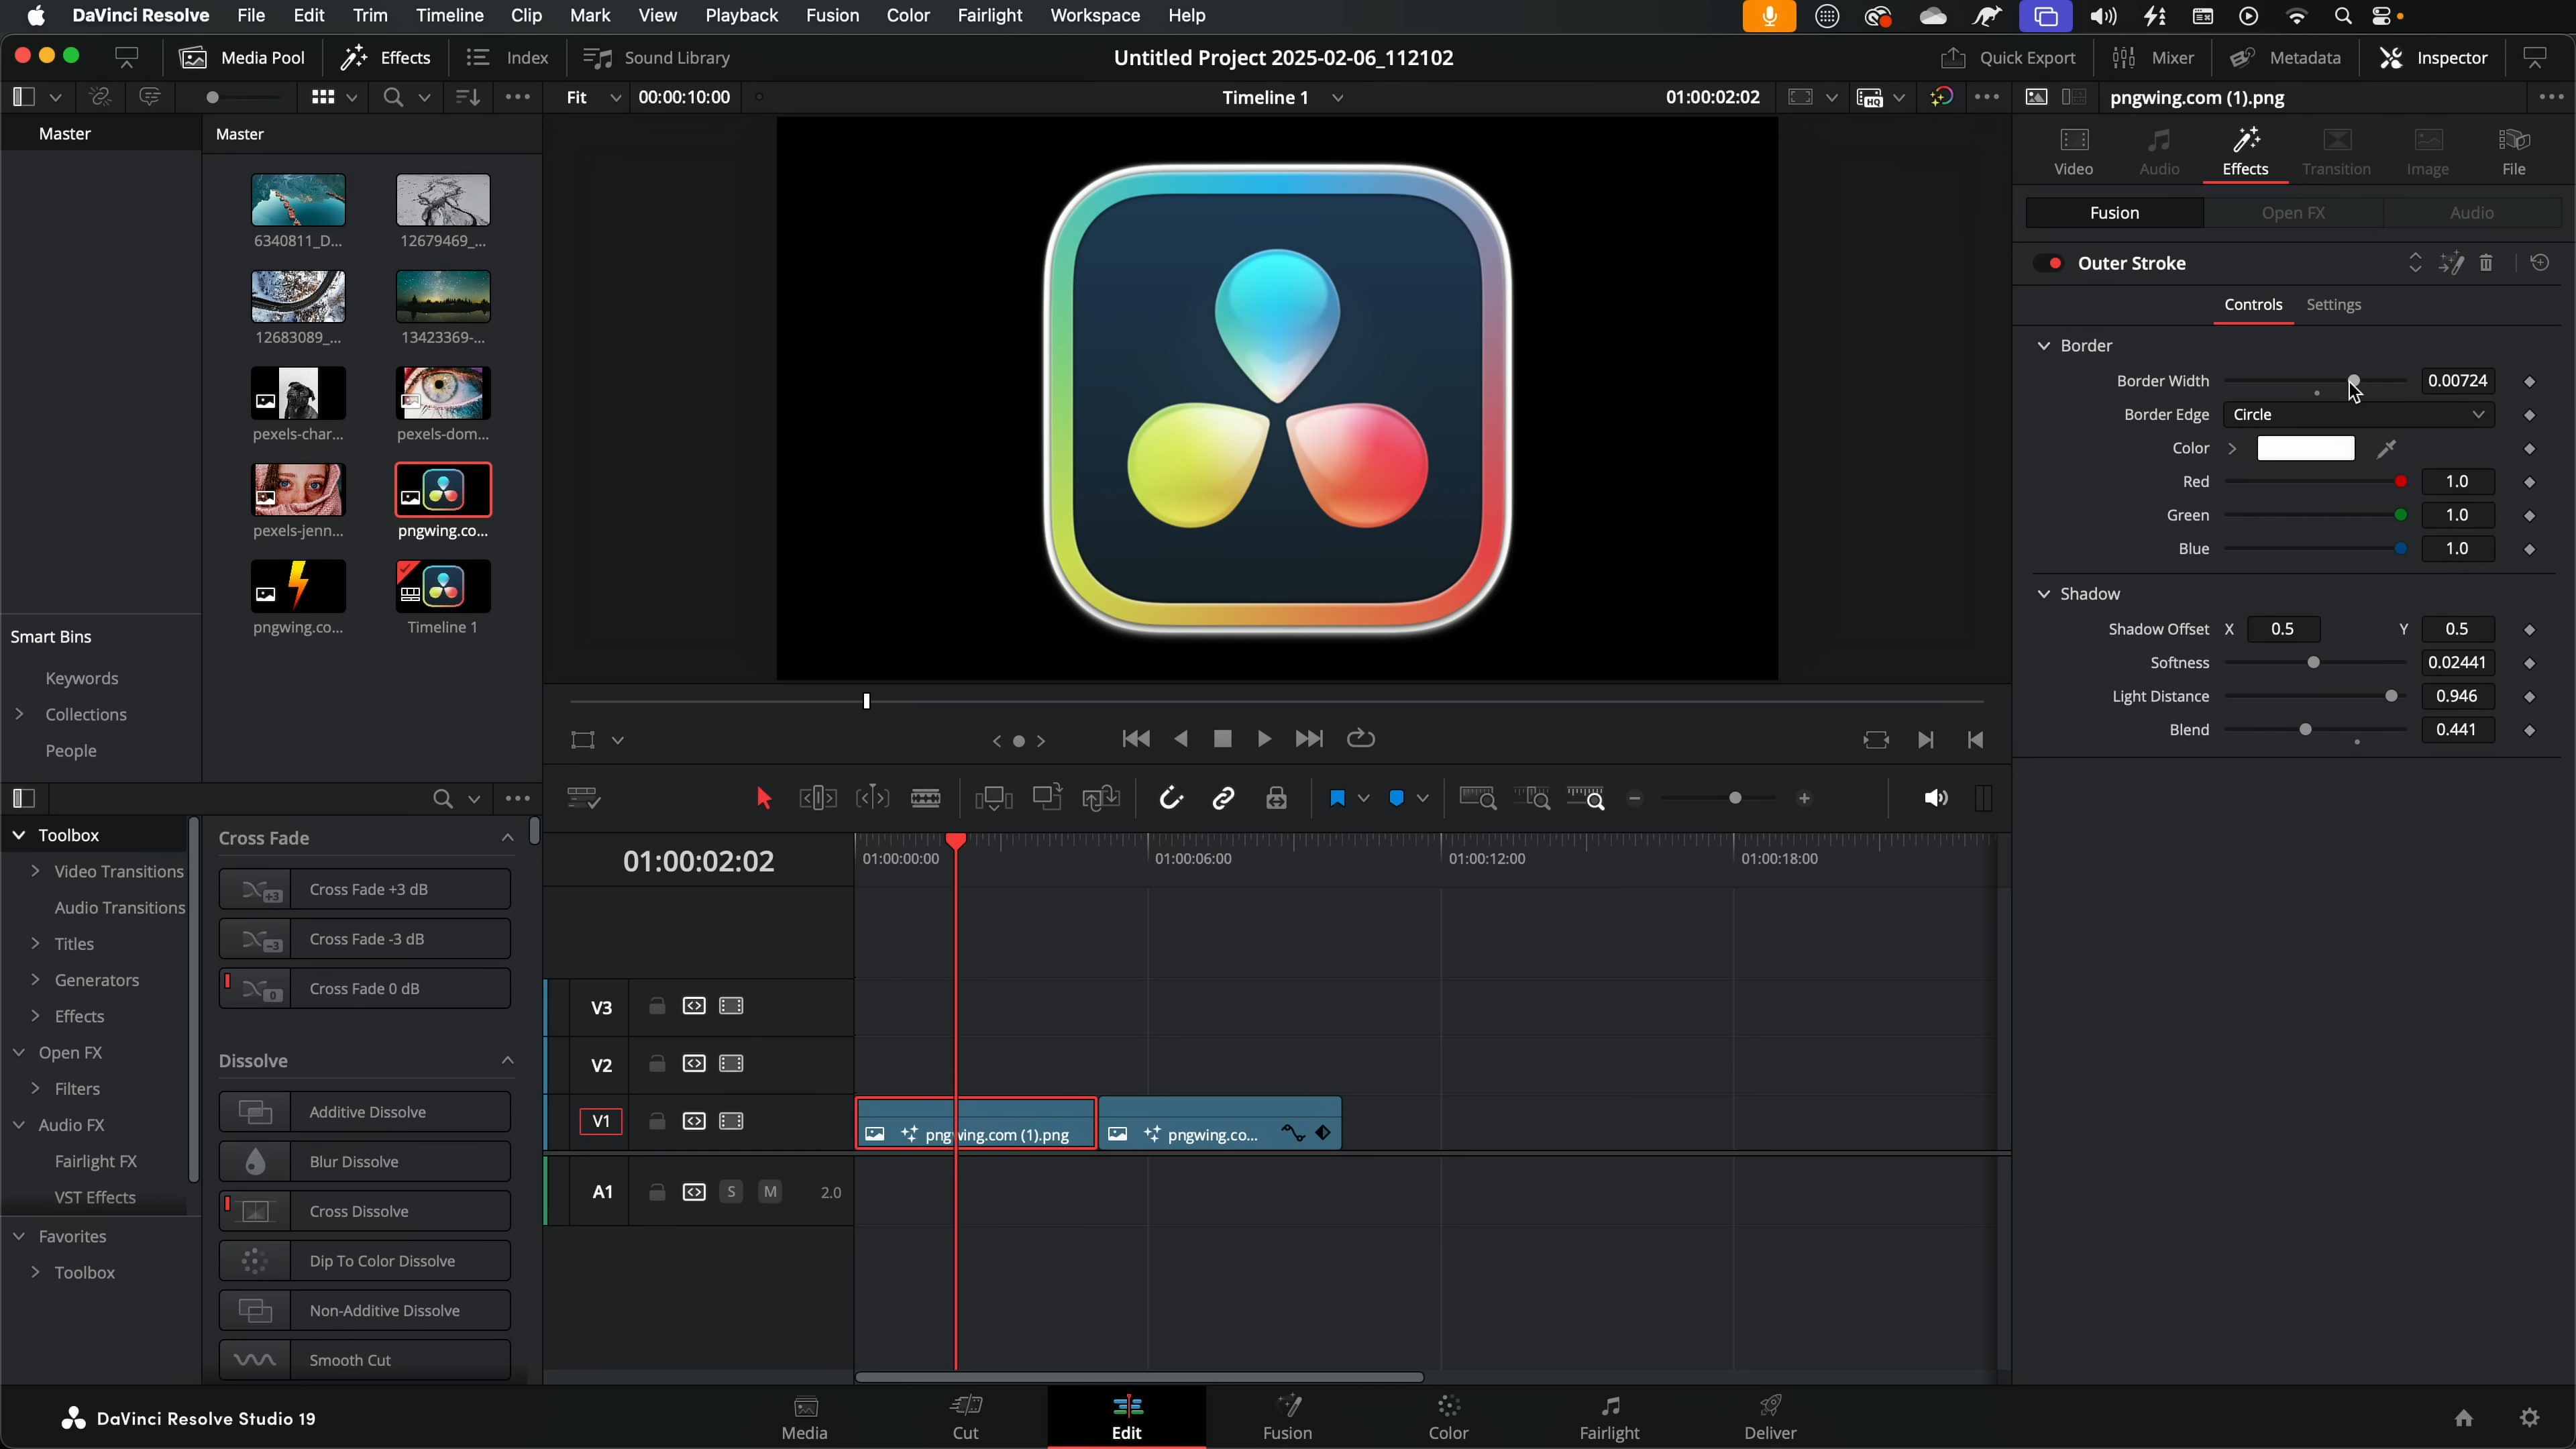 DaVinci Resolve File Edit Trim Timeline Clip Mark View Playback Fusion Color Fairlight Workspace Help
Media Pool Effects Index Sound Library Untitled Project 2025-02-06_112102 Quick Export Mixer Metadata Inspector
Fit 00:00:10:00 Timeline 1 01:00:02:02 HQ pngwing.com (1).png
Master Master
Video Audio Effects Transition Image File
Fusion Open FX Audio
6340811_D... 12679469_...
Outer Stroke
Controls Settings
12683089_... 13423369-...
Border
Border Width 0.00724
Border Edge Circle
pexels-char... pexels-dom...
Color
Red 1.0
Green 1.0
pexels-jenn... pngwing.co...
Blue 1.0
Shadow
pngwing.co... Timeline 1
Shadow Offset X 0.5 Y 0.5
Smart Bins
Softness 0.02441
Keywords
Light Distance 0.946
Collections
Blend 0.441
People
Toolbox
Cross Fade
Video Transitions
+3 Cross Fade +3 dB
Audio Transitions
-3 Cross Fade -3 dB
Titles
Generators
0 Cross Fade 0 dB
Effects
Open FX
Dissolve
Filters
Additive Dissolve
Audio FX
Fairlight FX
Blur Dissolve
VST Effects
Cross Dissolve
Favorites
Dip To Color Dissolve
Toolbox
Non-Additive Dissolve
Smooth Cut
01:00:02:02 01:00:00:00 01:00:06:00 01:00:12:00 01:00:18:00
V3
V2
V1 pngwing.com (1).png pngwing.co...
A1 S M 2.0
DaVinci Resolve Studio 19 Media Cut Edit Fusion Color Fairlight Deliver